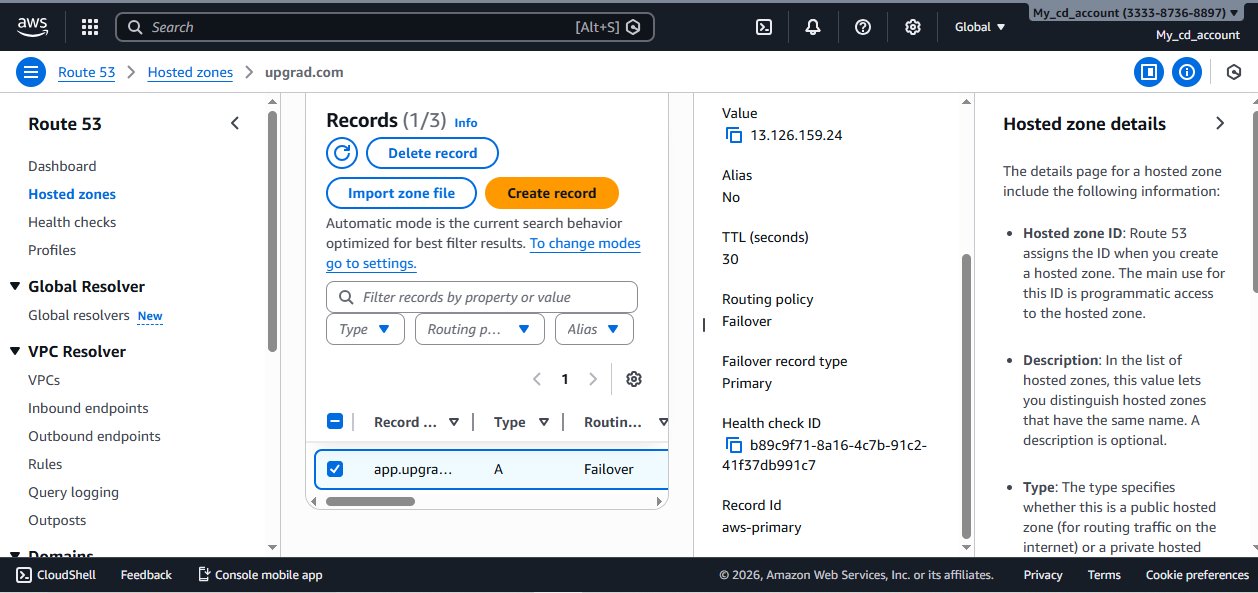 aws
Search
[Alt+S]
Global
My_cd_account (3333-8736-8897)
My_cd_account
Route 53
Hosted zones
upgrad.com
Route 53
Dashboard
Hosted zones
Health checks
Profiles
Global Resolver
Global resolvers New
VPC Resolver
VPCs
Inbound endpoints
Outbound endpoints
Rules
Query logging
Outposts
Domains
Records (1/3) Info
Delete record
Import zone file
Create record
Automatic mode is the current search behavior
optimized for best filter results. To change modes
go to settings.
Filter records by property or value
Type
Routing p...
Alias
1
Record ...
Type
Routin...
app.upgra...
A
Failover
Value
13.126.159.24
Alias
No
TTL (seconds)
30
Routing policy
Failover
Failover record type
Primary
Health check ID
b89c9f71-8a16-4c7b-91c2-
41f37db991c7
Record Id
aws-primary
Hosted zone details
The details page for a hosted zone
include the following information:
• Hosted zone ID: Route 53
assigns the ID when you create
a hosted zone. The main use for
this ID is programmatic access
to the hosted zone.
• Description: In the list of
hosted zones, this value lets
you distinguish hosted zones
that have the same name. A
description is optional.
• Type: The type specifies
whether this is a public hosted
zone (for routing traffic on the
internet) or a private hosted
CloudShell
Feedback
Console mobile app
© 2026, Amazon Web Services, Inc. or its affiliates.
Privacy
Terms
Cookie preferences